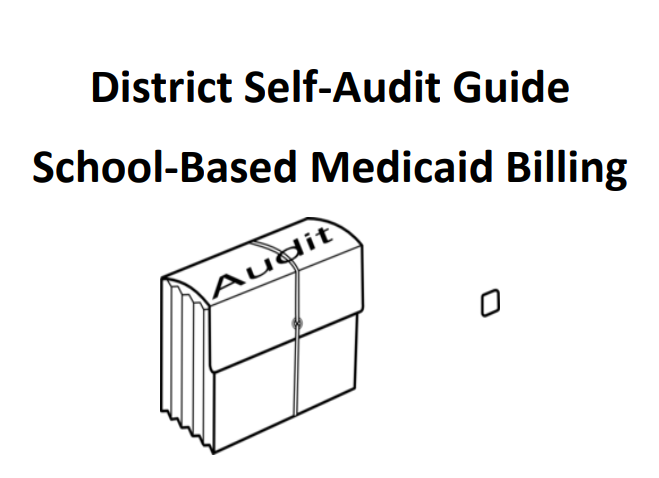 District Self-Audit Guide
School-Based Medicaid Billing
Audit